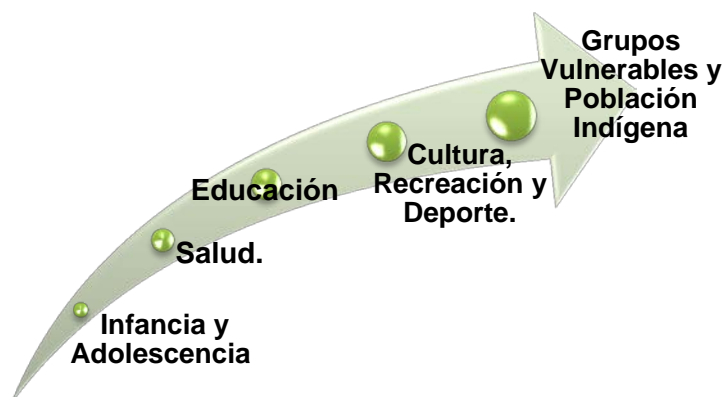 Grupos
Vulnerables y
Población
Indígena
Cultura,
Recreación y
Deporte.
Educación
Salud.
Infancia y
Adolescencia